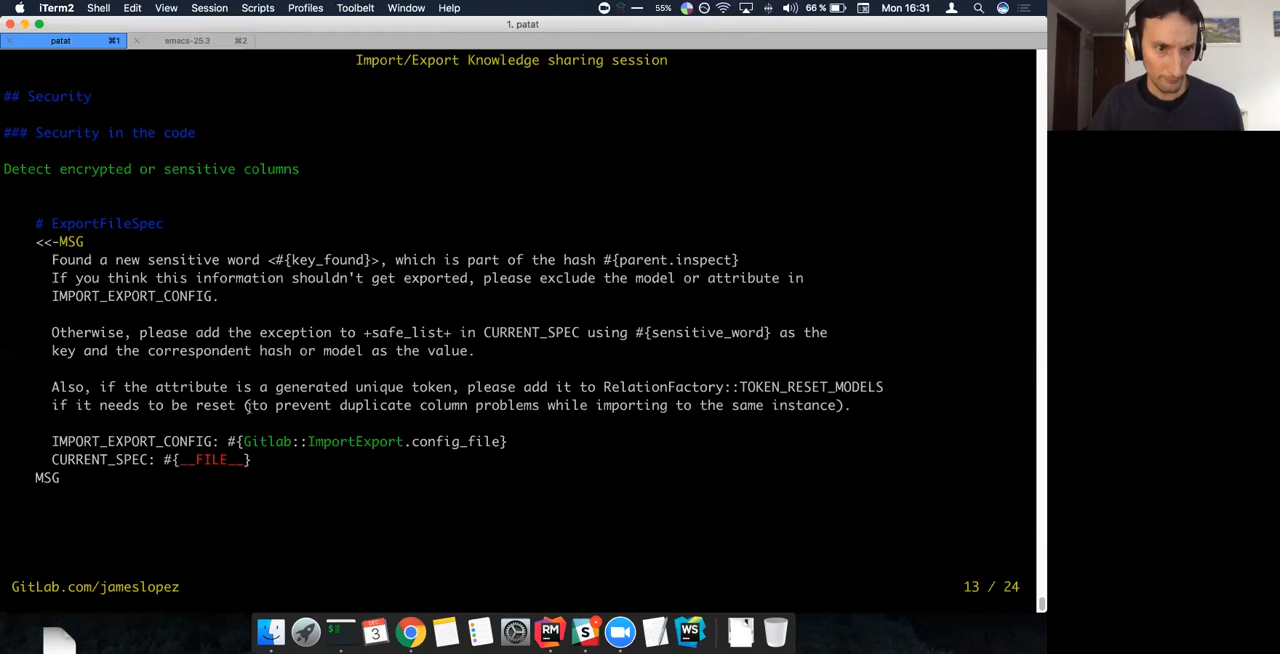 iTerm2 Shell Edit View Session Scripts Profiles Toolbelt Window Help 55% 66 % Mon 16:31
1. patat
patat ⌘1 emacs-25.3 ⌘2
Import/Export Knowledge sharing session
## Security
### Security in the code
Detect encrypted or sensitive columns
# ExportFileSpec
<<-MSG
Found a new sensitive word <#{key_found}>, which is part of the hash #{parent.inspect}
If you think this information shouldn't get exported, please exclude the model or attribute in
IMPORT_EXPORT_CONFIG.
Otherwise, please add the exception to +safe_list+ in CURRENT_SPEC using #{sensitive_word} as the
key and the correspondent hash or model as the value.
Also, if the attribute is a generated unique token, please add it to RelationFactory::TOKEN_RESET_MODELS
if it needs to be reset (to prevent duplicate column problems while importing to the same instance).
IMPORT_EXPORT_CONFIG: #{Gitlab::ImportExport.config_file}
CURRENT_SPEC: #{__FILE__}
MSG
GitLab.com/jameslopez 13 / 24
DEC
3
RM
WS